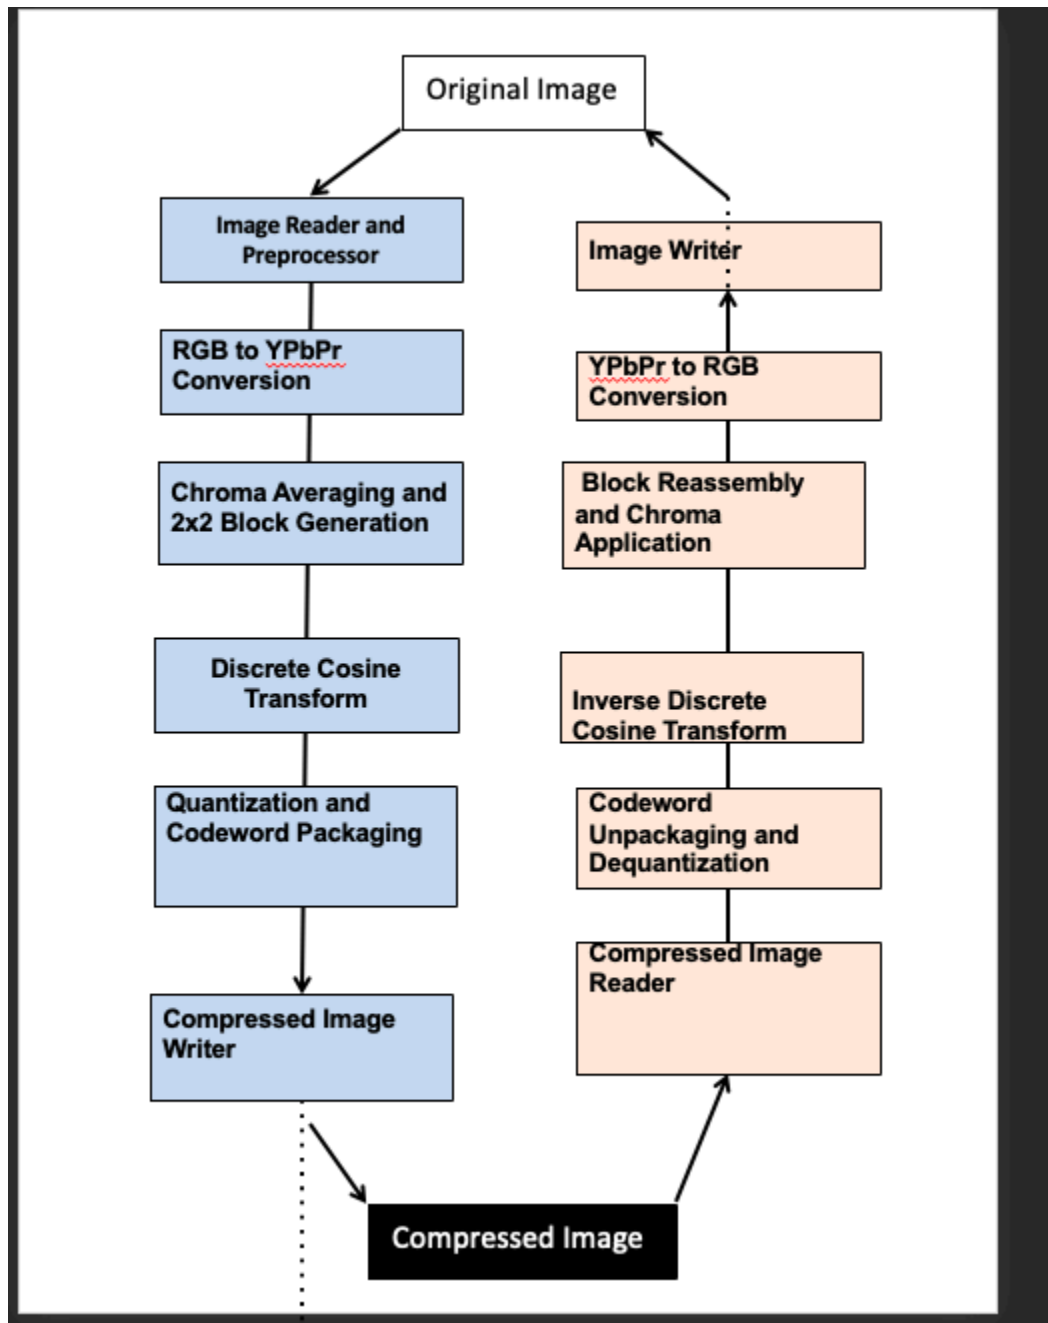 Original Image
Image Reader and
Preprocessor
RGB to YPbPr
Conversion
Chroma Averaging and
2x2 Block Generation
Discrete Cosine
Transform
Quantization and
Codeword Packaging
Compressed Image
Writer
Compressed Image
Compressed Image
Reader
Codeword
Unpackaging and
Dequantization
Inverse Discrete
Cosine Transform
Block Reassembly
and Chroma
Application
YPbPr to RGB
Conversion
Image Writer